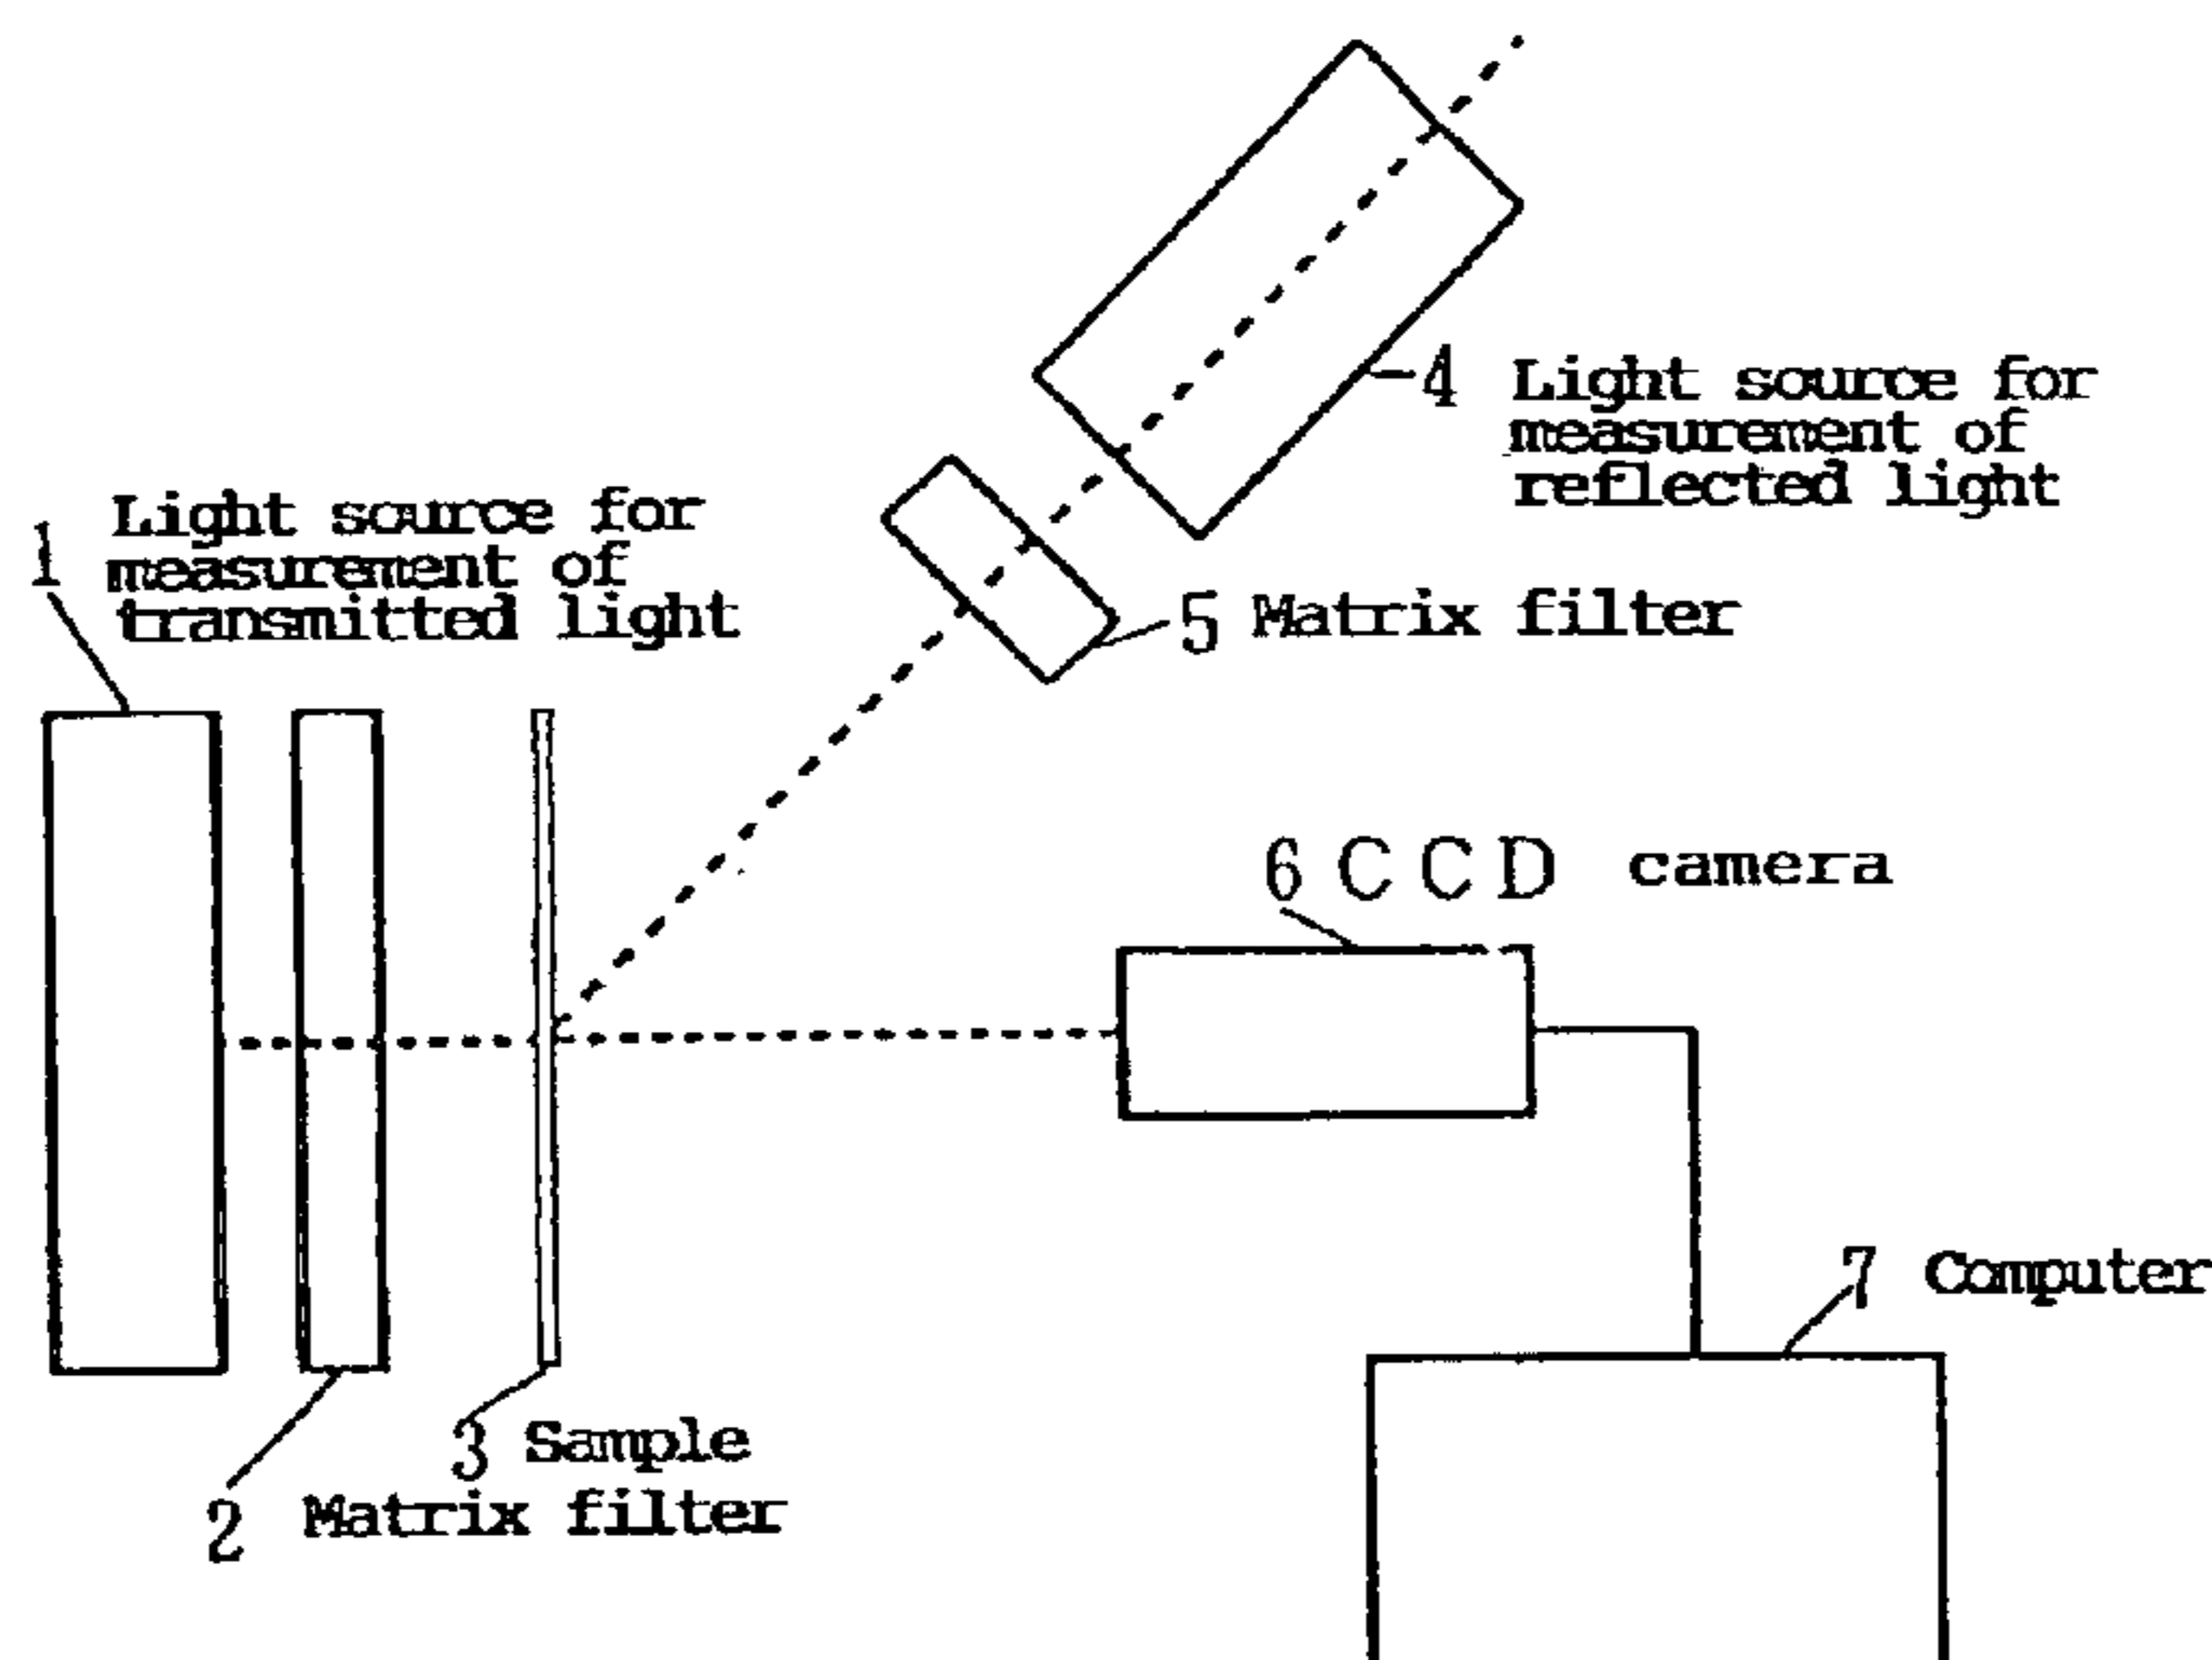 4 Light source for
measurement of
reflected light
1 Light source for
measurement of
transmitted light
5 Matrix filter
6 CCD camera
7 Computer
3 Sample
2 Matrix filter